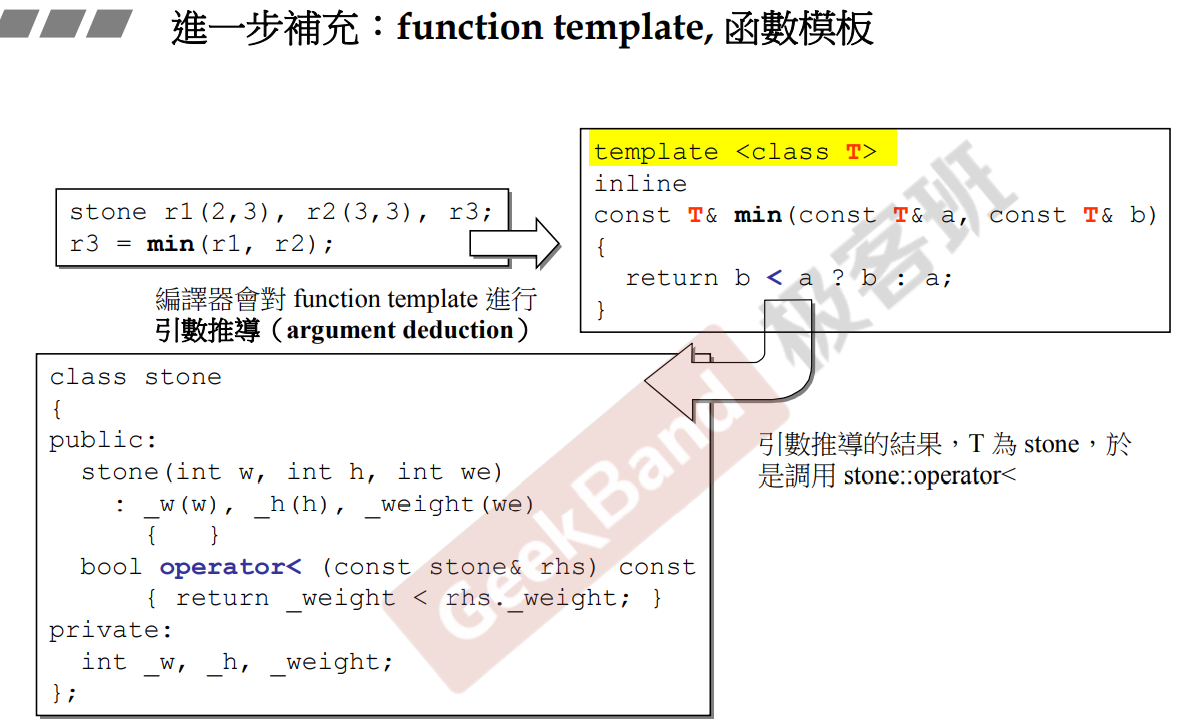 進一步補充：function template, 函數模板
stone r1(2,3), r2(3,3), r3;
r3 = min(r1, r2);
編譯器會對 function template 進行
引數推導（argument deduction）
template <class T>
inline
const T& min(const T& a, const T& b)
{
return b < a ? b : a;
}
class stone
{
public:
stone(int w, int h, int we)
: _w(w), _h(h), _weight(we)
{ }
bool operator< (const stone& rhs) const
{ return _weight < rhs._weight; }
private:
int _w, _h, _weight;
};
引數推導的結果，T 為 stone，於
是調用 stone::operator<
GeekBand 极客班